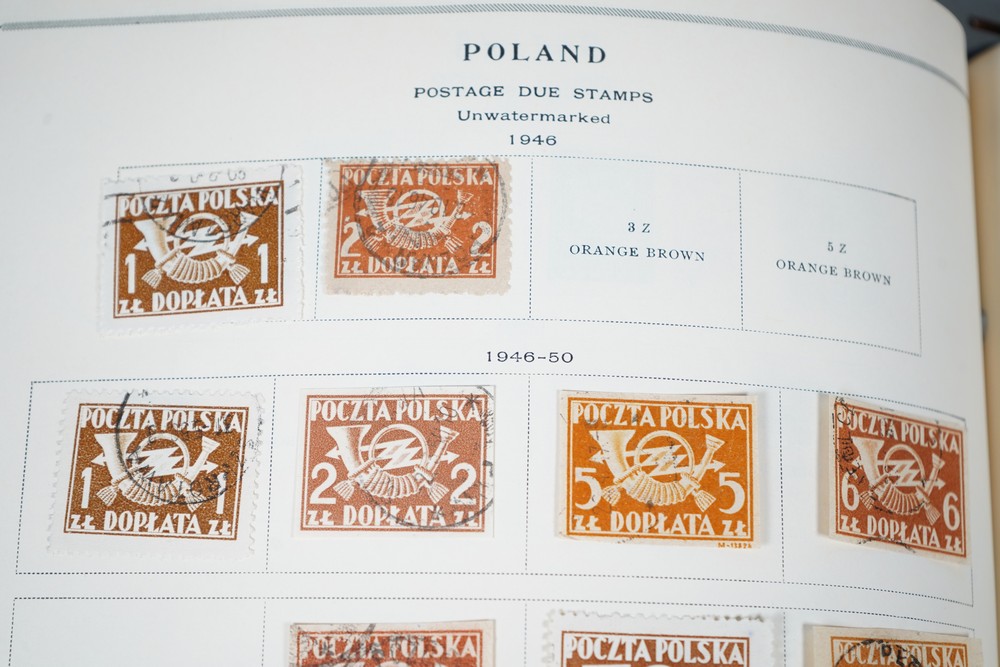 POLAND
POSTAGE DUE STAMPS
Unwatermarked
1946
POCZTA POLSKA
1 1
ZŁ DOPŁATA ZŁ
POCZTA POLSKA
2 2
ZŁ DOPŁATA ZŁ
3 Z
ORANGE BROWN
5 Z
ORANGE BROWN
1946-50
POCZTA POLSKA
1 1
ZŁ DOPŁATA ZŁ
POCZTA POLSKA
2 2
ZŁ DOPŁATA ZŁ
POCZTA POLSKA
5 5
ZŁ DOPŁATA ZŁ
POCZTA POLSKA
6 6
ZŁ DOPŁATA ZŁ
POCZTA POLSKA
POCZTA POLSKA
POCZTA POLSKA